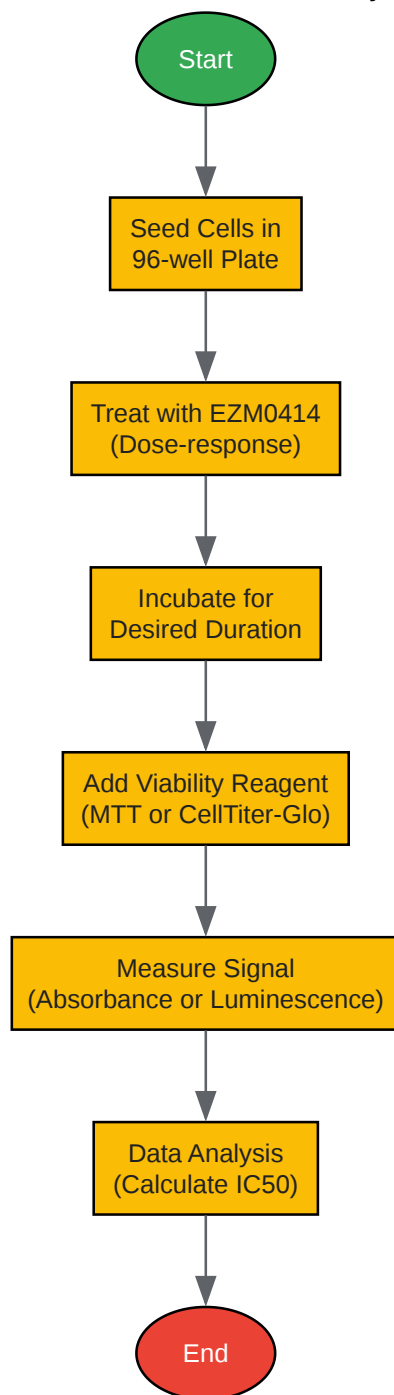 Start
Seed Cells in
96-well Plate
Treat with EZM0414
(Dose-response)
Incubate for
Desired Duration
Add Viability Reagent
(MTT or CellTiter-Glo)
Measure Signal
(Absorbance or Luminescence)
Data Analysis
(Calculate IC50)
End